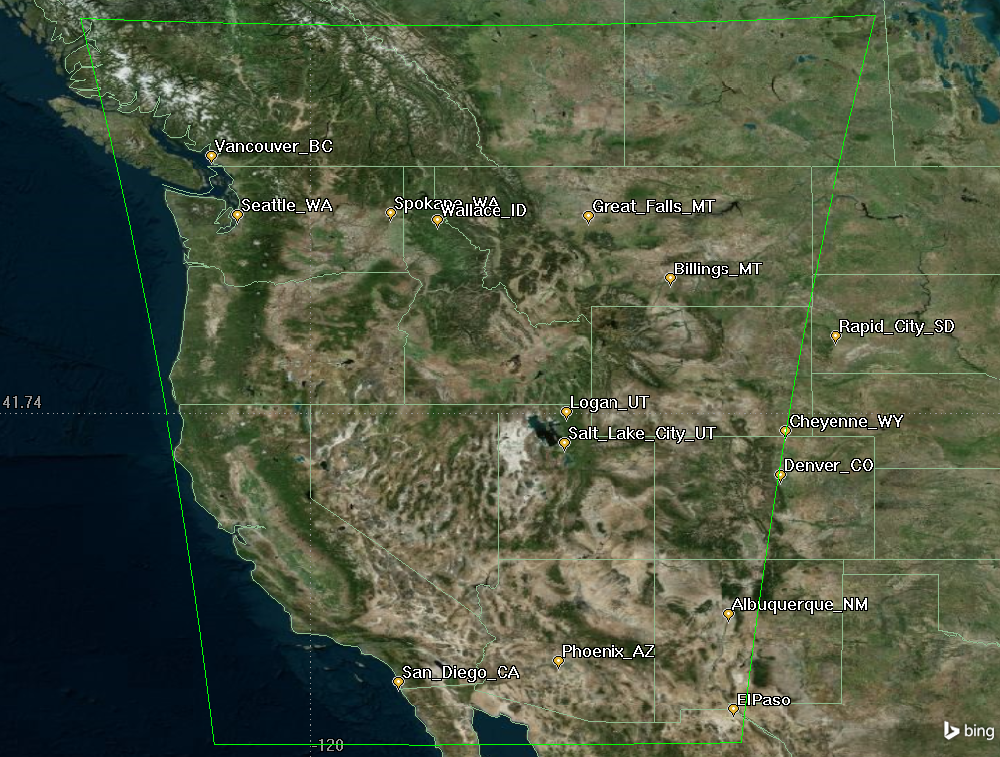 Vancouver_BC
Seattle_WA
Spokane_WA
Wallace_ID
Great_Falls_MT
Billings_MT
Rapid_City_SD
41.74
Logan_UT
Cheyenne_WY
Salt_Lake_City_UT
Denver_CO
Albuquerque_NM
Phoenix_AZ
San_Diego_CA
ElPaso
-120
bing